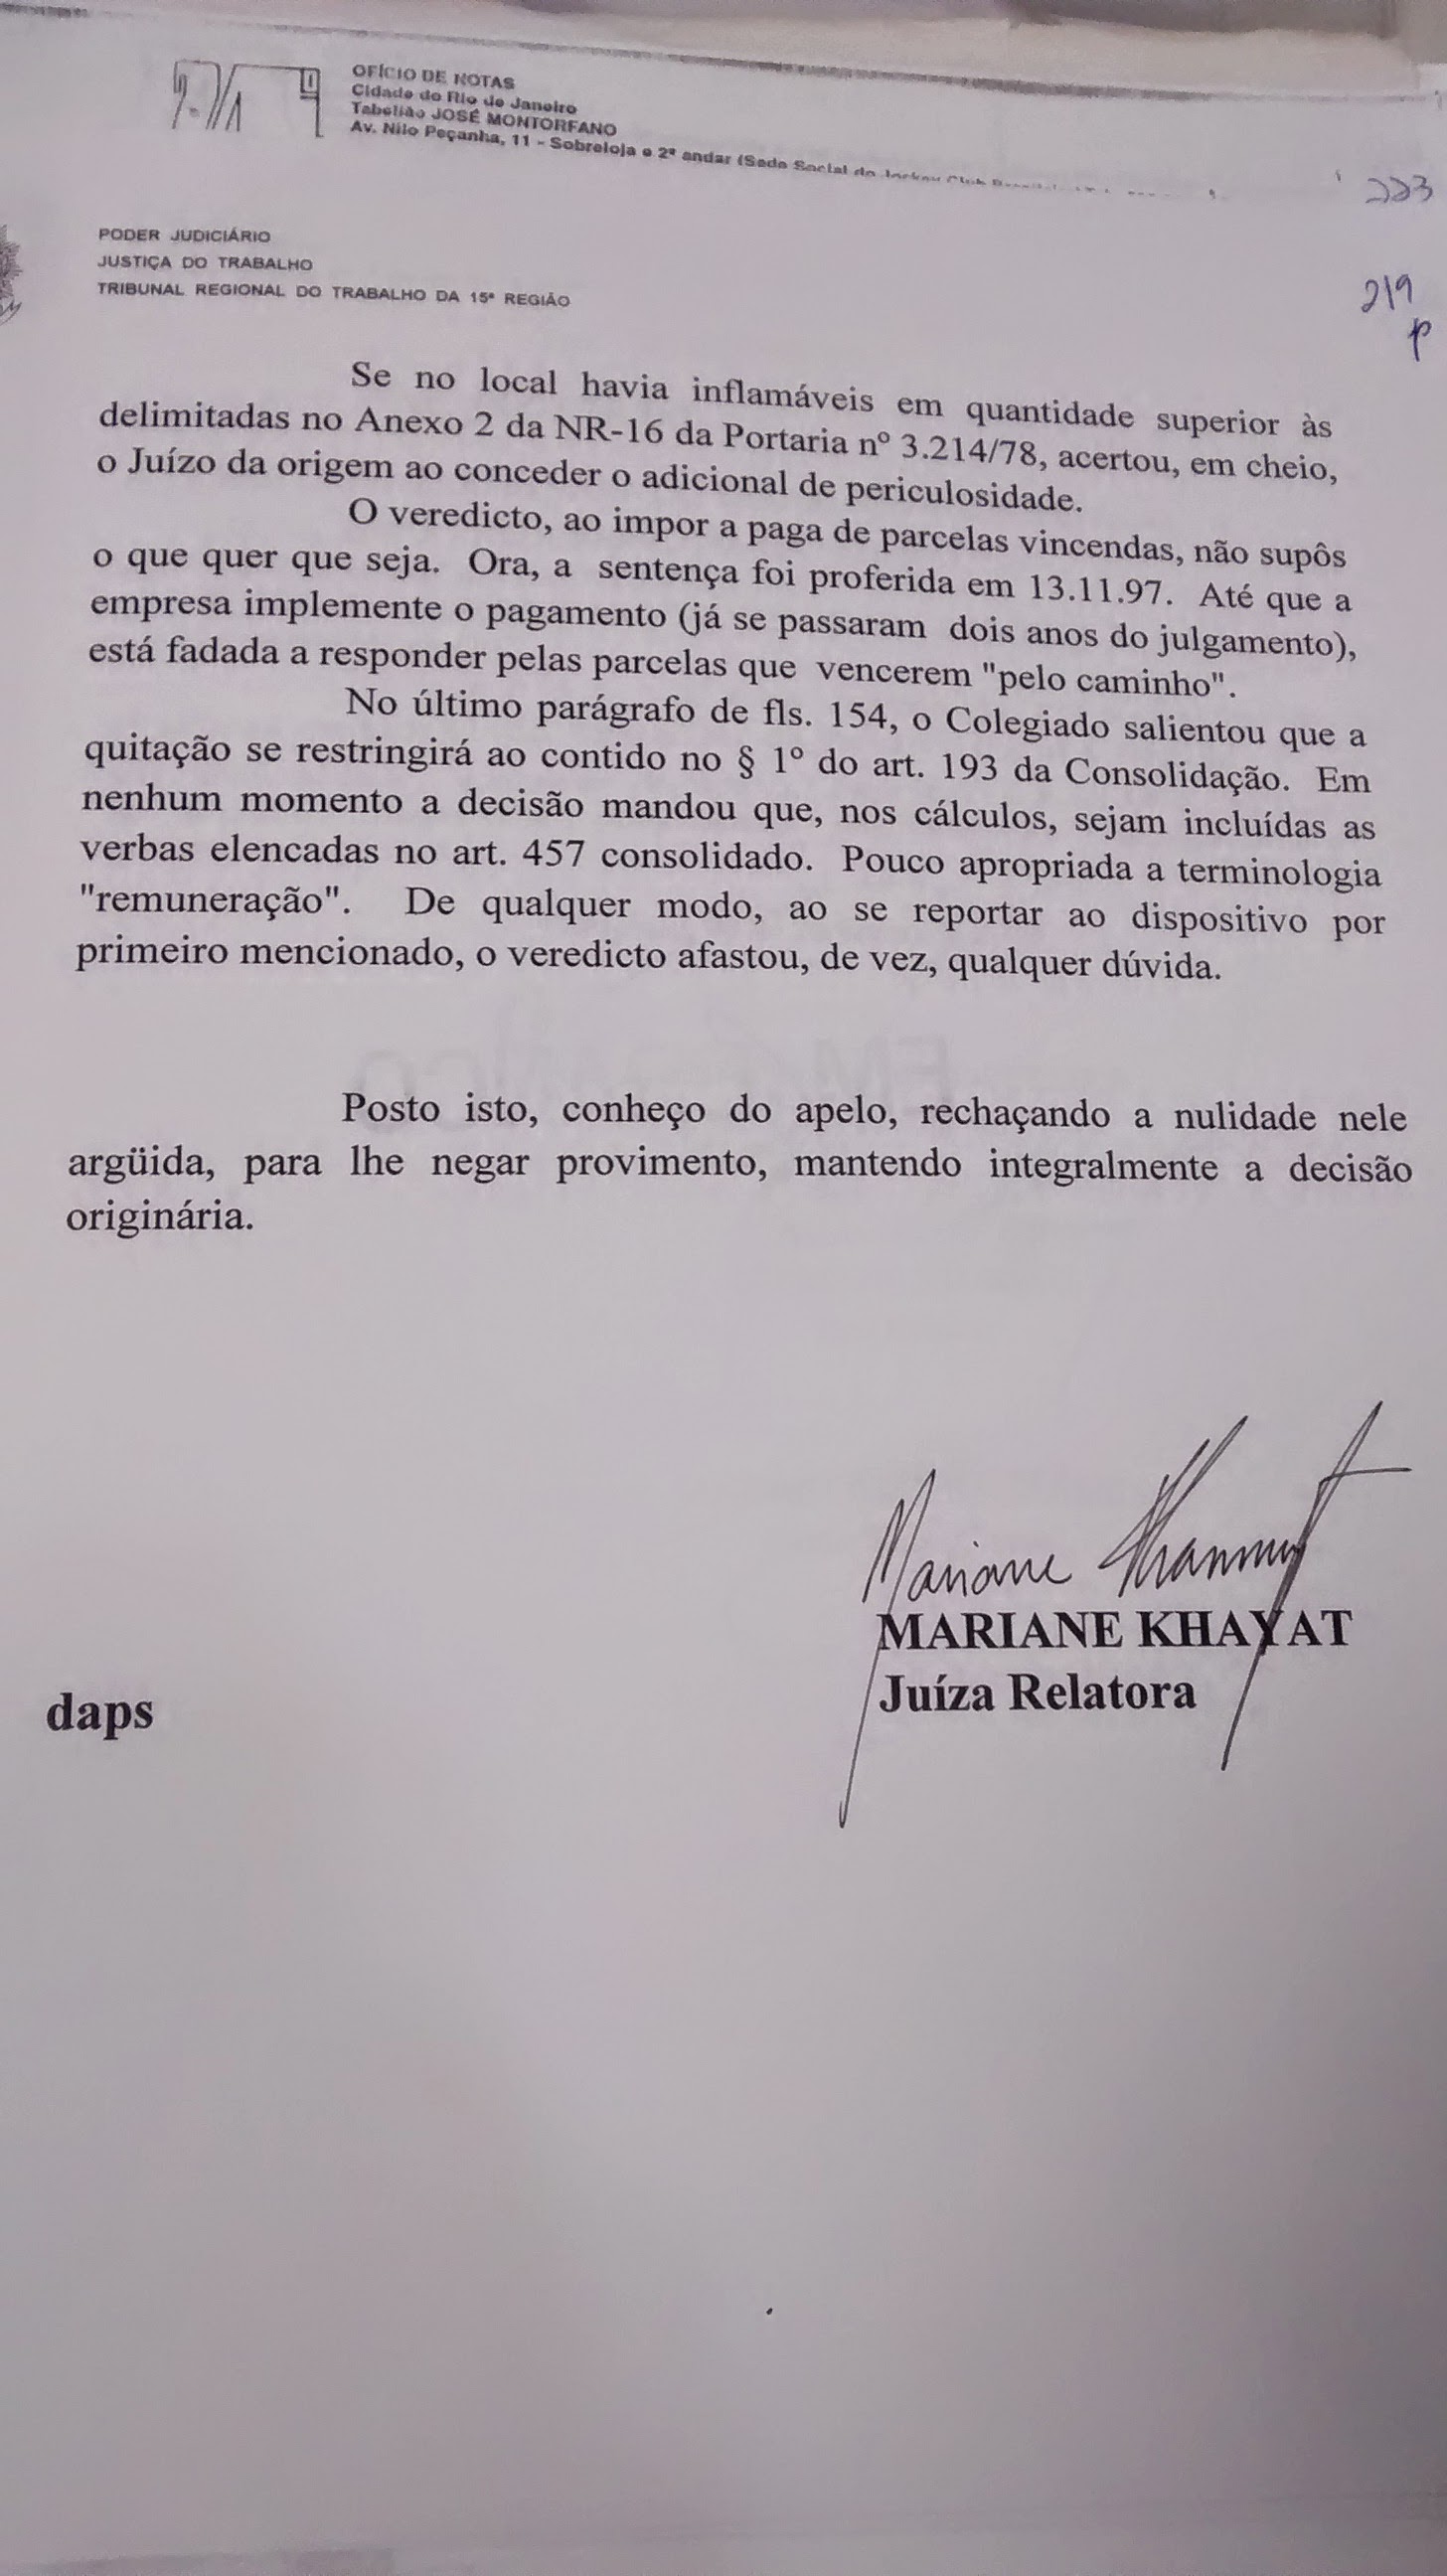 OFÍCIO DE NOTAS
Cidade do Rio de Janeiro
Tabelião JOSÉ MONTORFANO
Av. Nilo Peçanha, 11 - Sobreloja e 2º andar (Sede Social do Jockey Club
223
PODER JUDICIÁRIO
JUSTIÇA DO TRABALHO
TRIBUNAL REGIONAL DO TRABALHO DA 15ª REGIÃO
219
Se no local havia inflamáveis em quantidade superior às
delimitadas no Anexo 2 da NR-16 da Portaria nº 3.214/78, acertou, em cheio,
o Juízo da origem ao conceder o adicional de periculosidade.
O veredicto, ao impor a paga de parcelas vincendas, não supôs
o que quer que seja. Ora, a sentença foi proferida em 13.11.97. Até que a
empresa implemente o pagamento (já se passaram dois anos do julgamento),
está fadada a responder pelas parcelas que vencerem "pelo caminho".
No último parágrafo de fls. 154, o Colegiado salientou que a
quitação se restringirá ao contido no § 1º do art. 193 da Consolidação. Em
nenhum momento a decisão mandou que, nos cálculos, sejam incluídas as
verbas elencadas no art. 457 consolidado. Pouco apropriada a terminologia
"remuneração". De qualquer modo, ao se reportar ao dispositivo por
primeiro mencionado, o veredicto afastou, de vez, qualquer dúvida.
Posto isto, conheço do apelo, rechaçando a nulidade nele
argüida, para lhe negar provimento, mantendo integralmente a decisão
originária.
Mariane Khayat
MARIANE KHAYAT
Juíza Relatora
daps